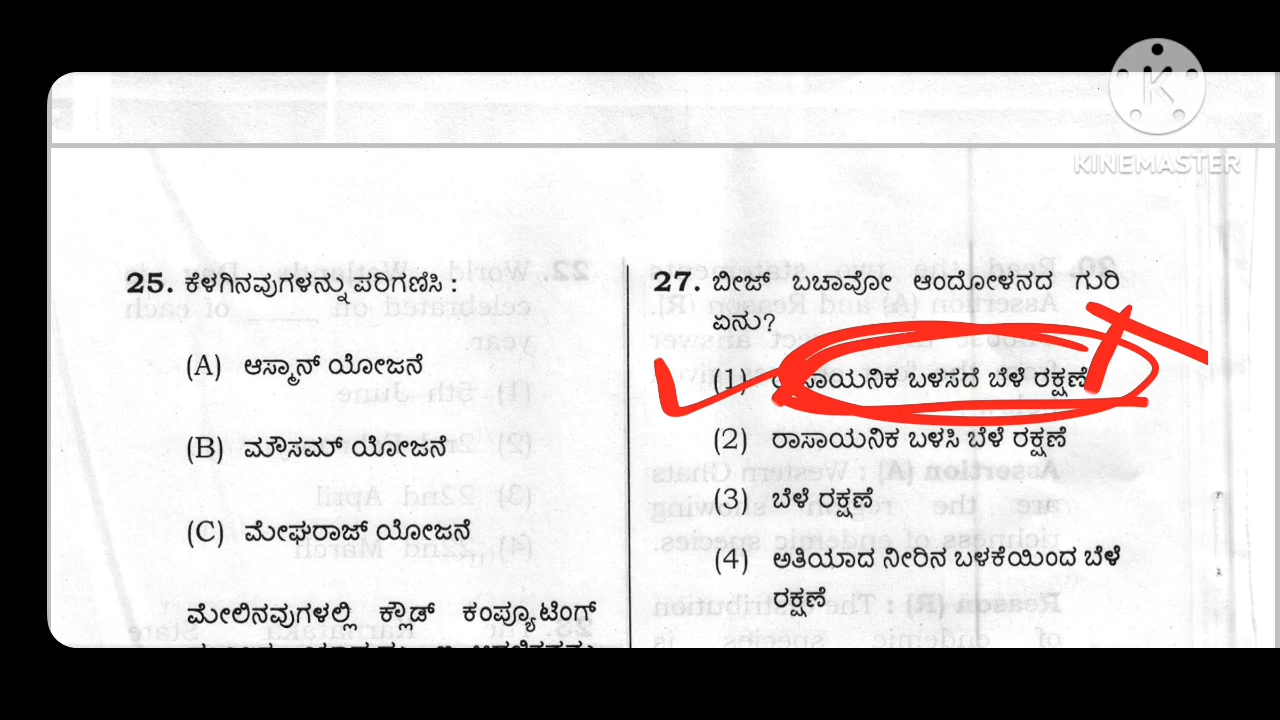 K
KINEMASTER
25. ಕೆಳಗಿನವುಗಳನ್ನು ಪರಿಗಣಿಸಿ :
(A) ಆಸ್ಮಾನ್ ಯೋಜನೆ
(B) ಮೌಸಮ್ ಯೋಜನೆ
(C) ಮೇಘರಾಜ್ ಯೋಜನೆ
ಮೇಲಿನವುಗಳಲ್ಲಿ ಕ್ಲೌಡ್ ಕಂಪ್ಯೂಟಿಂಗ್
27. ಬೀಜ್ ಬಚಾವೋ ಆಂದೋಳನದ ಗುರಿ
ಏನು?
(1) ರಾಸಾಯನಿಕ ಬಳಸದೆ ಬೆಳೆ ರಕ್ಷಣೆ
(2) ರಾಸಾಯನಿಕ ಬಳಸಿ ಬೆಳೆ ರಕ್ಷಣೆ
(3) ಬೆಳೆ ರಕ್ಷಣೆ
(4) ಅತಿಯಾದ ನೀರಿನ ಬಳಕೆಯಿಂದ ಬೆಳೆ
ರಕ್ಷಣೆ